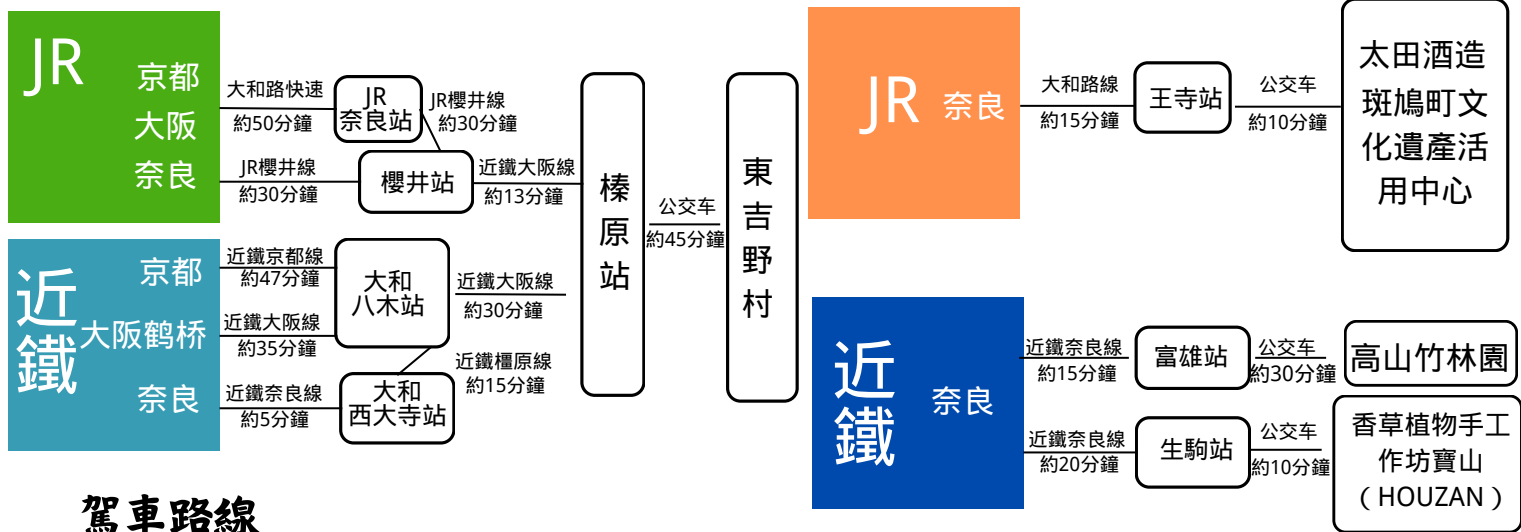 JR
京都
大阪
奈良
大和路快速
約50分鐘
JR
奈良站
JR櫻井線
約30分鐘
JR櫻井線
約30分鐘
櫻井站
近鐵大阪線
約13分鐘
近鐵
京都
大阪鹤桥
奈良
近鐵京都線
約47分鐘
近鐵大阪線
約35分鐘
近鐵奈良線
約5分鐘
大和
八木站
大和
西大寺站
近鐵大阪線
約30分鐘
近鐵橿原線
約15分鐘
榛原站
公交车
約45分鐘
東吉野村
JR
奈良
大和路線
約15分鐘
王寺站
公交车
約10分鐘
太田酒造
斑鳩町文
化遺產活
用中心
近鐵
奈良
近鐵奈良線
約15分鐘
富雄站
公交车
約30分鐘
高山竹林園
近鐵奈良線
約20分鐘
生駒站
公交车
約10分鐘
香草植物手工
作坊寶山
（HOUZAN）
駕車路線